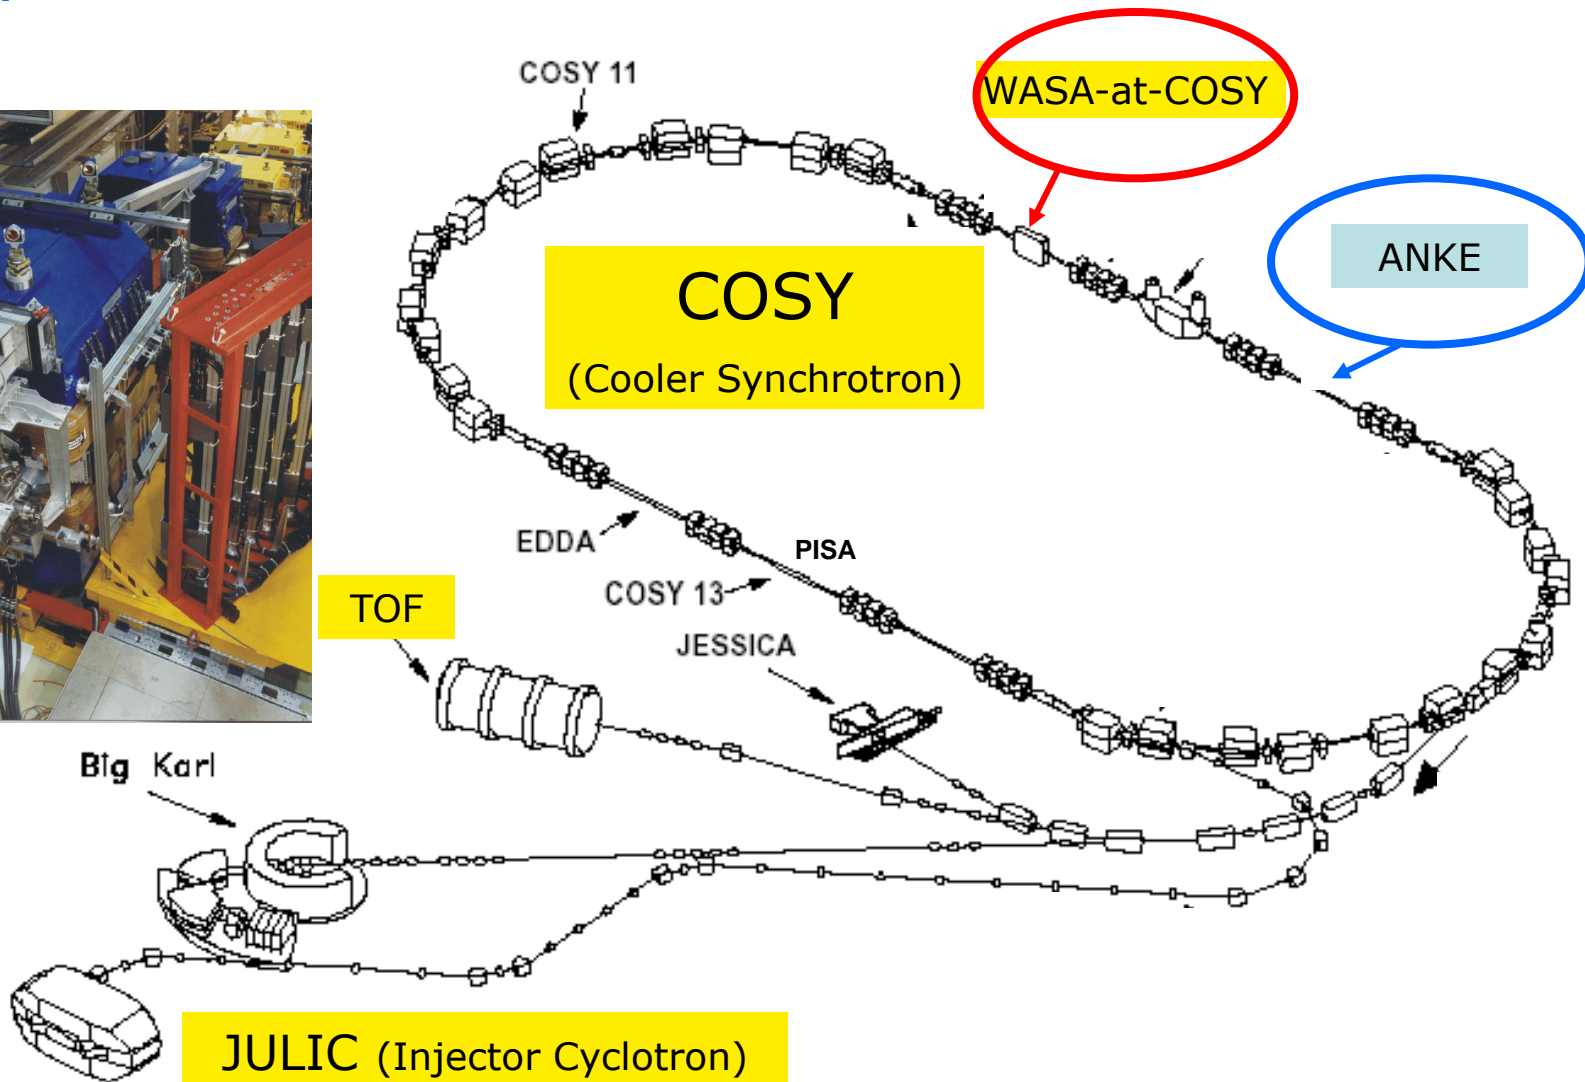 COSY 11
WASA-at-COSY
ANKE
COSY
(Cooler Synchrotron)
EDDA
PISA
COSY 13
TOF
JESSICA
Big Karl
JULIC (Injector Cyclotron)